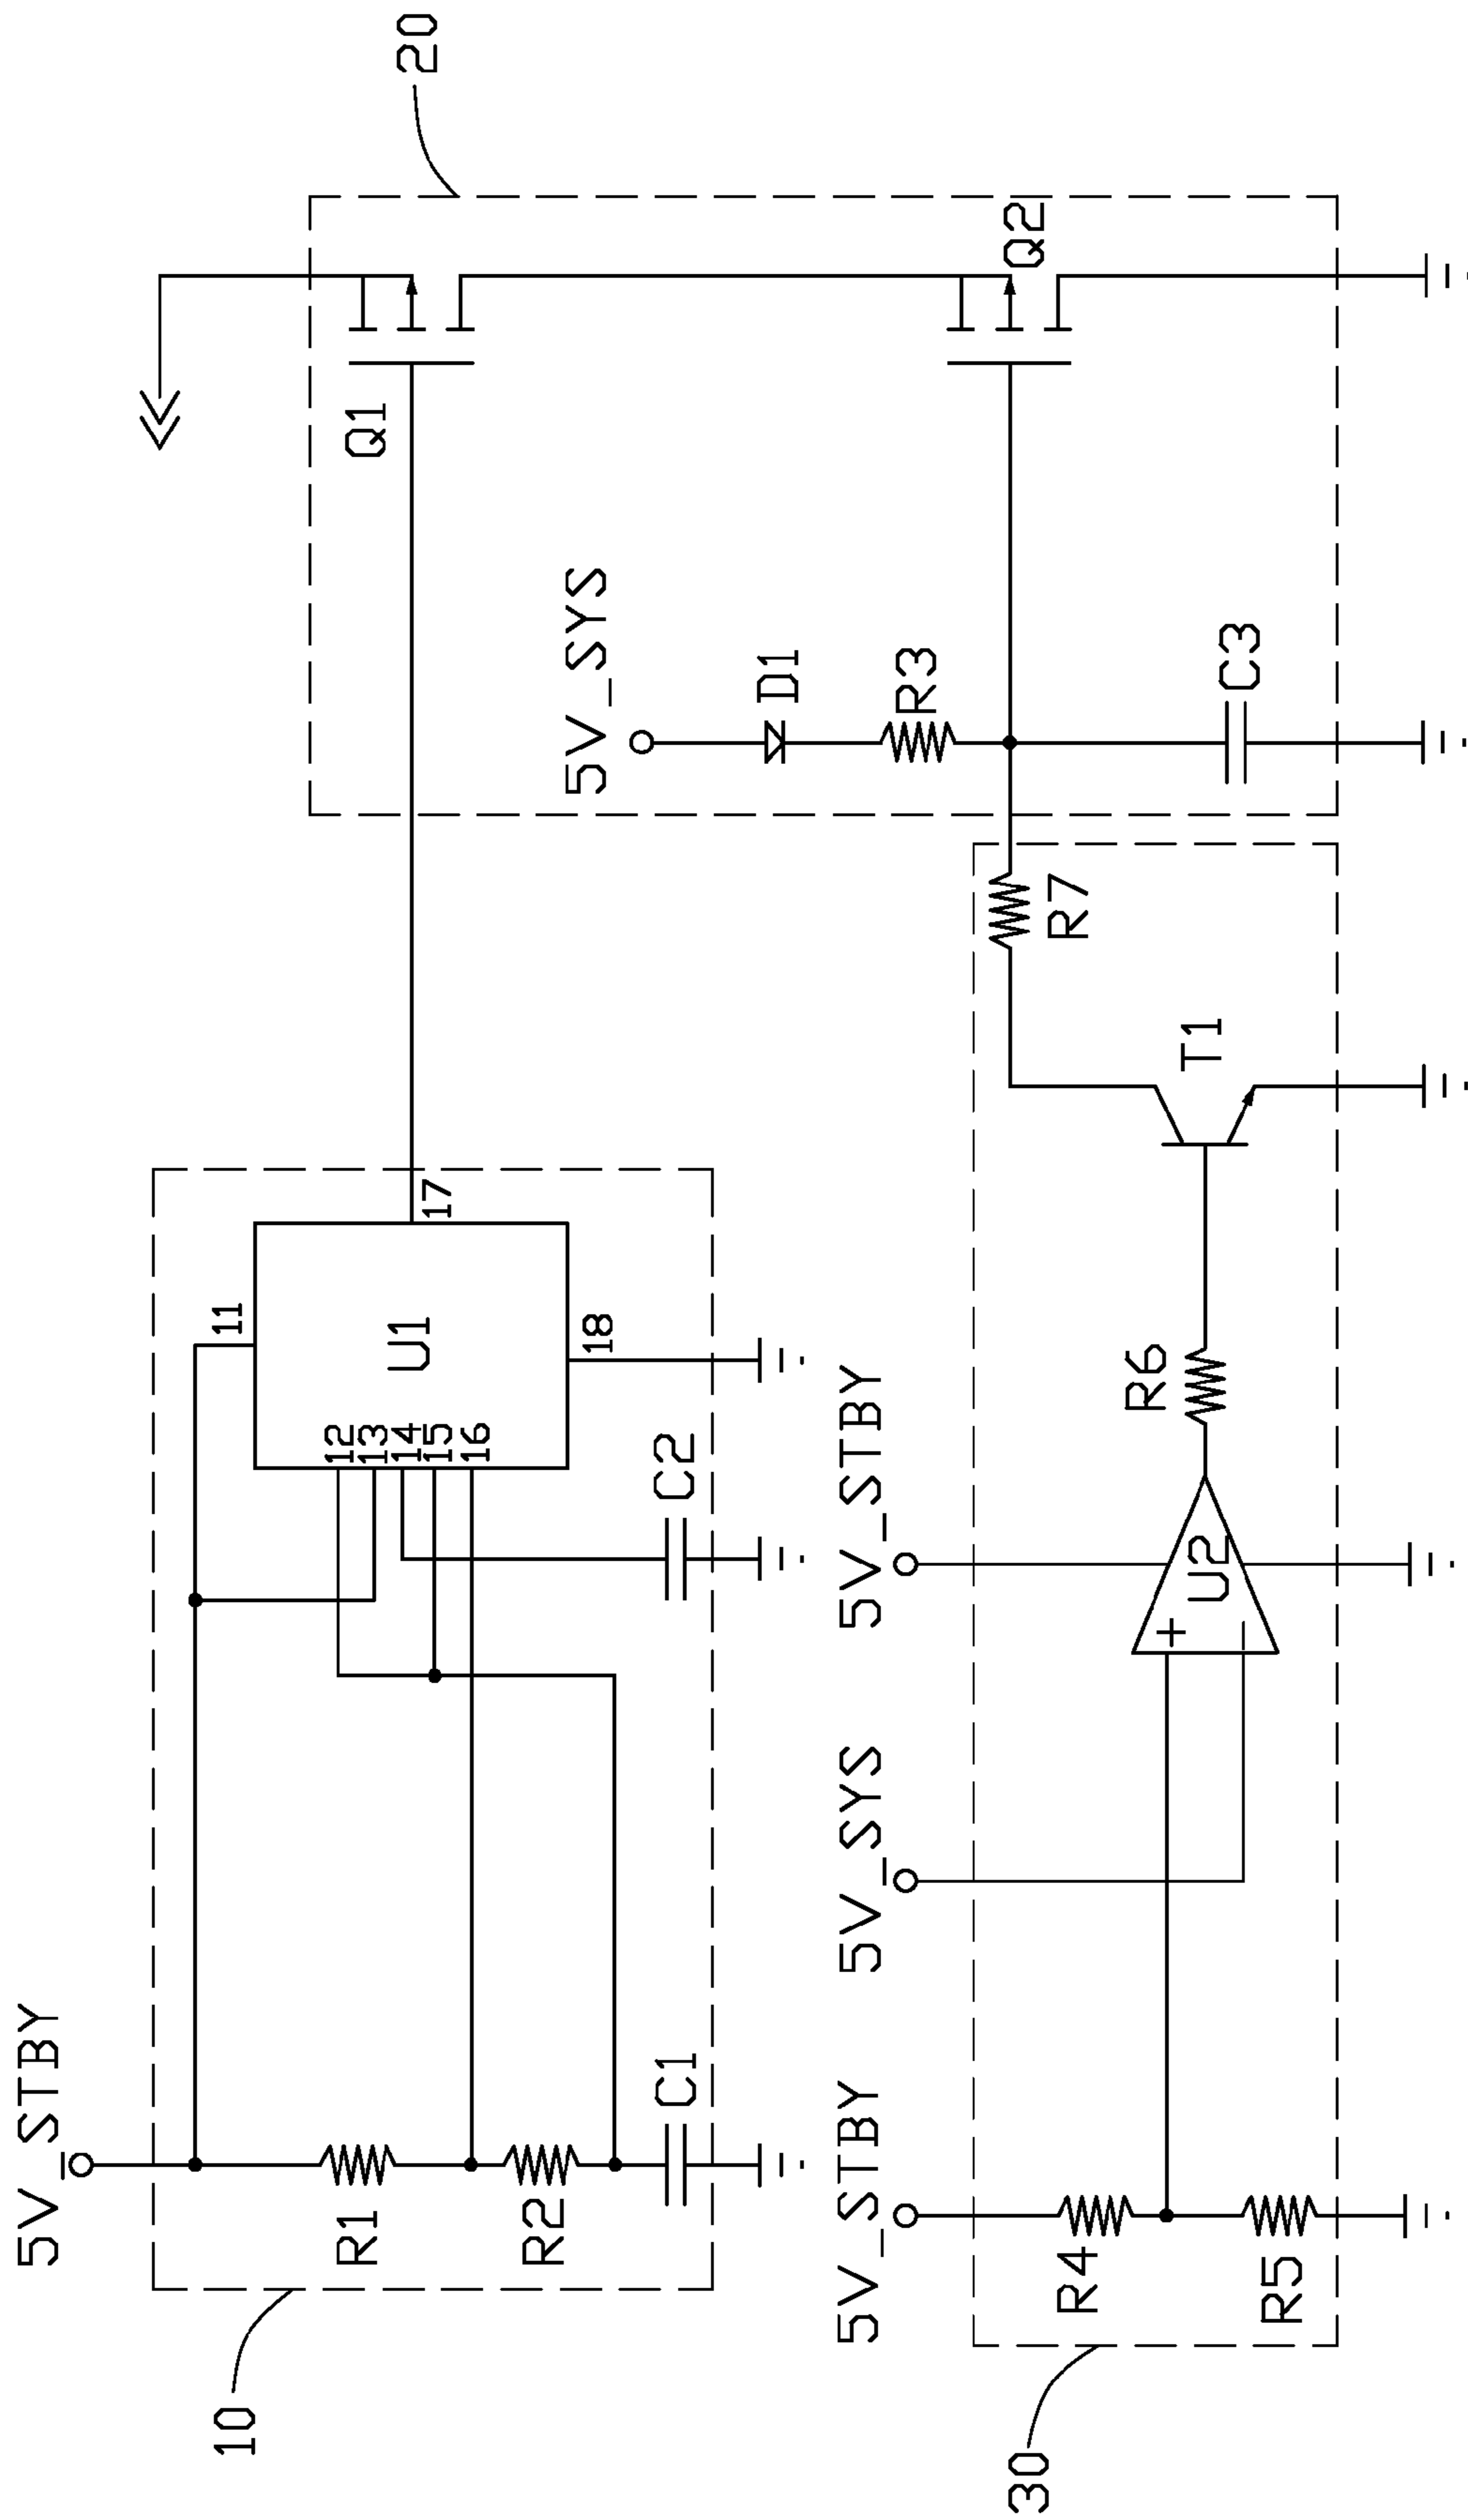 20
Q1
Q2
5V_SYS
D1
R3
C3
R7
T1
17
11
U1
18
12
13
14
15
16
C2
5V_STBY
R6
U2
+
-
5V_SYS
5V_STBY
C1
R1
R2
5V_STBY
R4
R5
10
30